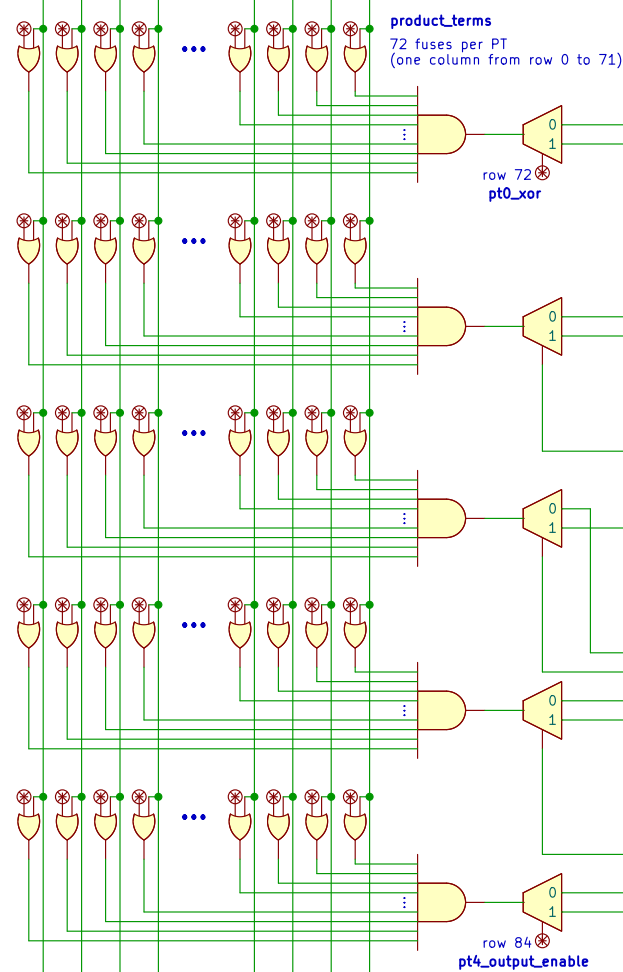 product_terms
72 fuses per PT
(one column from row 0 to 71)
0
1
row 72
pt0_xor
0
1
0
1
0
1
0
1
row 84
pt4_output_enable